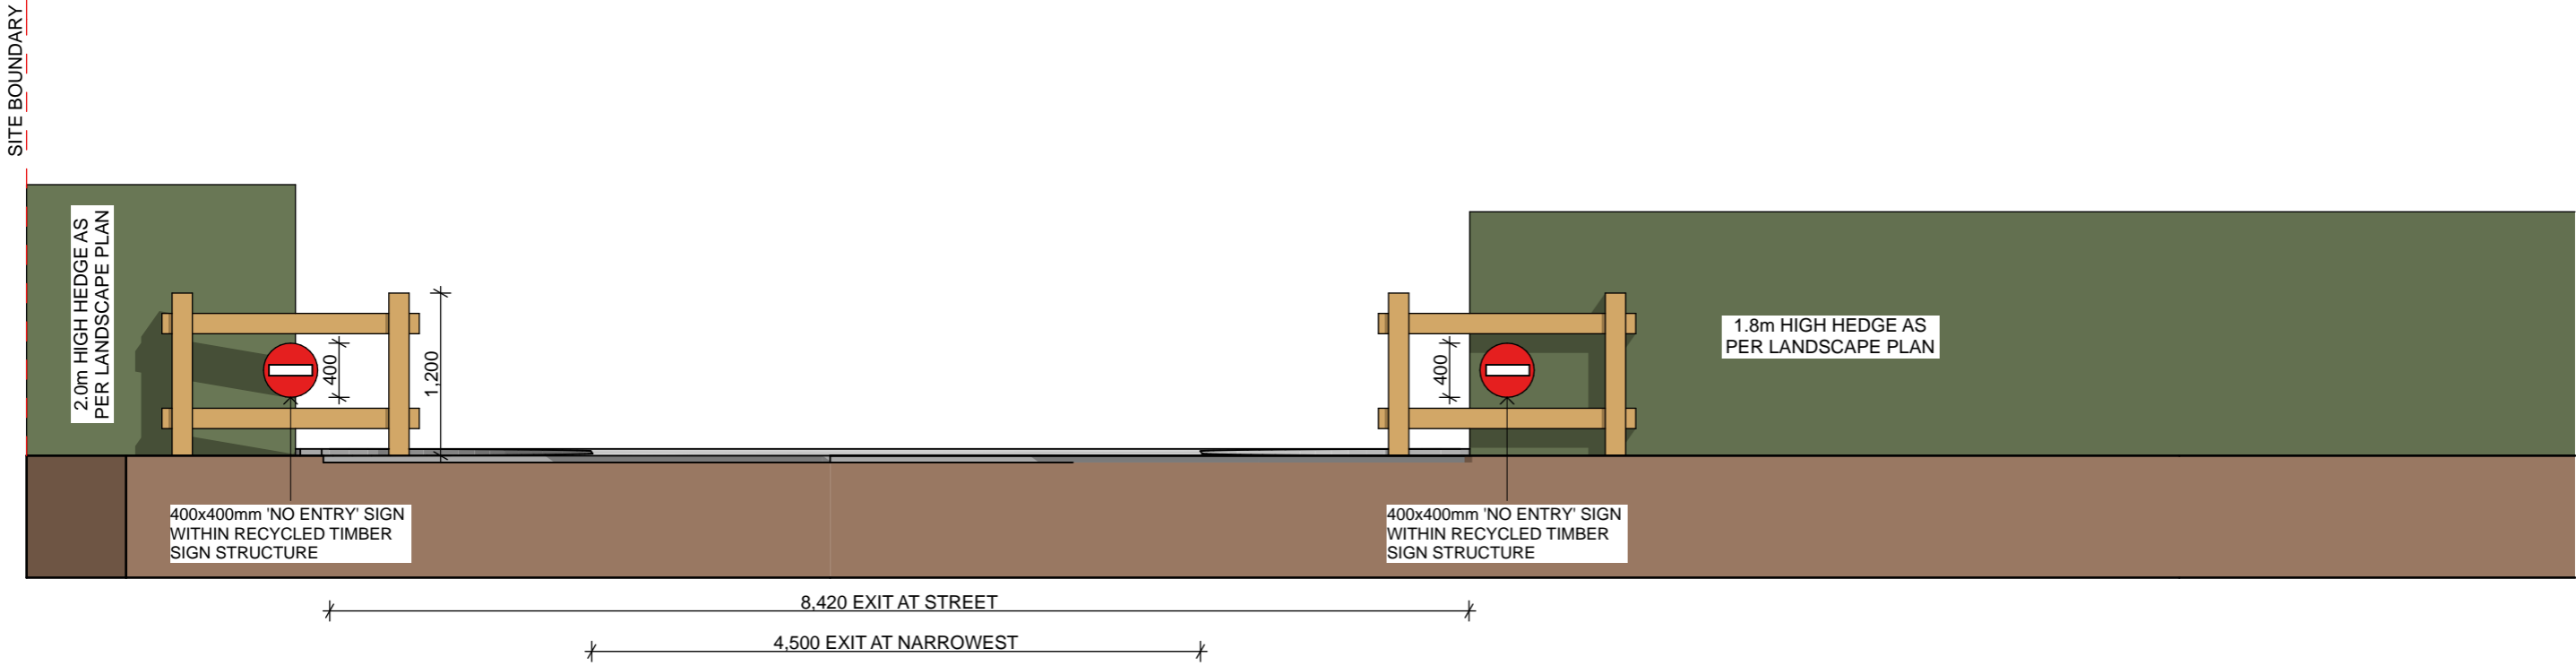 SITE BOUNDARY
2.0m HIGH HEDGE AS
PER LANDSCAPE PLAN
400
1,200
400
1.8m HIGH HEDGE AS
PER LANDSCAPE PLAN
400x400mm 'NO ENTRY' SIGN
WITHIN RECYCLED TIMBER
SIGN STRUCTURE
400x400mm 'NO ENTRY' SIGN
WITHIN RECYCLED TIMBER
SIGN STRUCTURE
8,420 EXIT AT STREET
4,500 EXIT AT NARROWEST